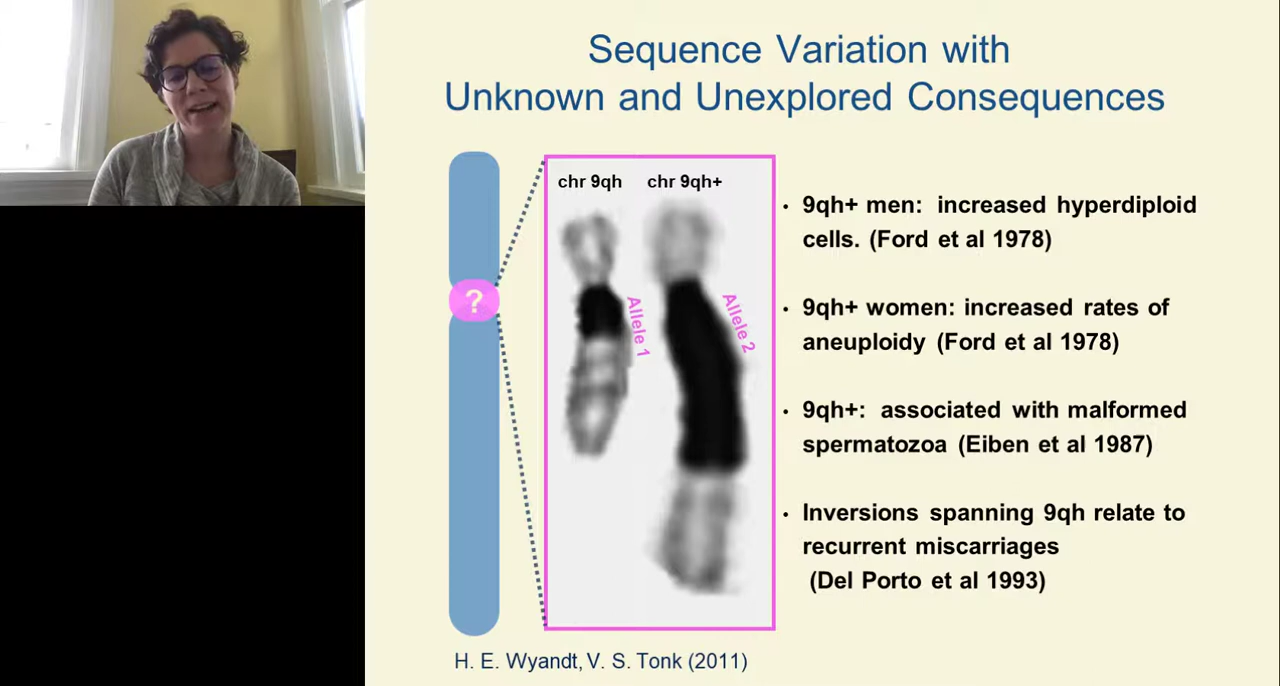 Sequence Variation with
Unknown and Unexplored Consequences
chr 9qh
chr 9qh+
?
Allele 1
Allele 2
• 9qh+ men: increased hyperdiploid
cells. (Ford et al 1978)
• 9qh+ women: increased rates of
aneuploidy (Ford et al 1978)
• 9qh+: associated with malformed
spermatozoa (Eiben et al 1987)
• Inversions spanning 9qh relate to
recurrent miscarriages
(Del Porto et al 1993)
H. E. Wyandt, V. S. Tonk (2011)